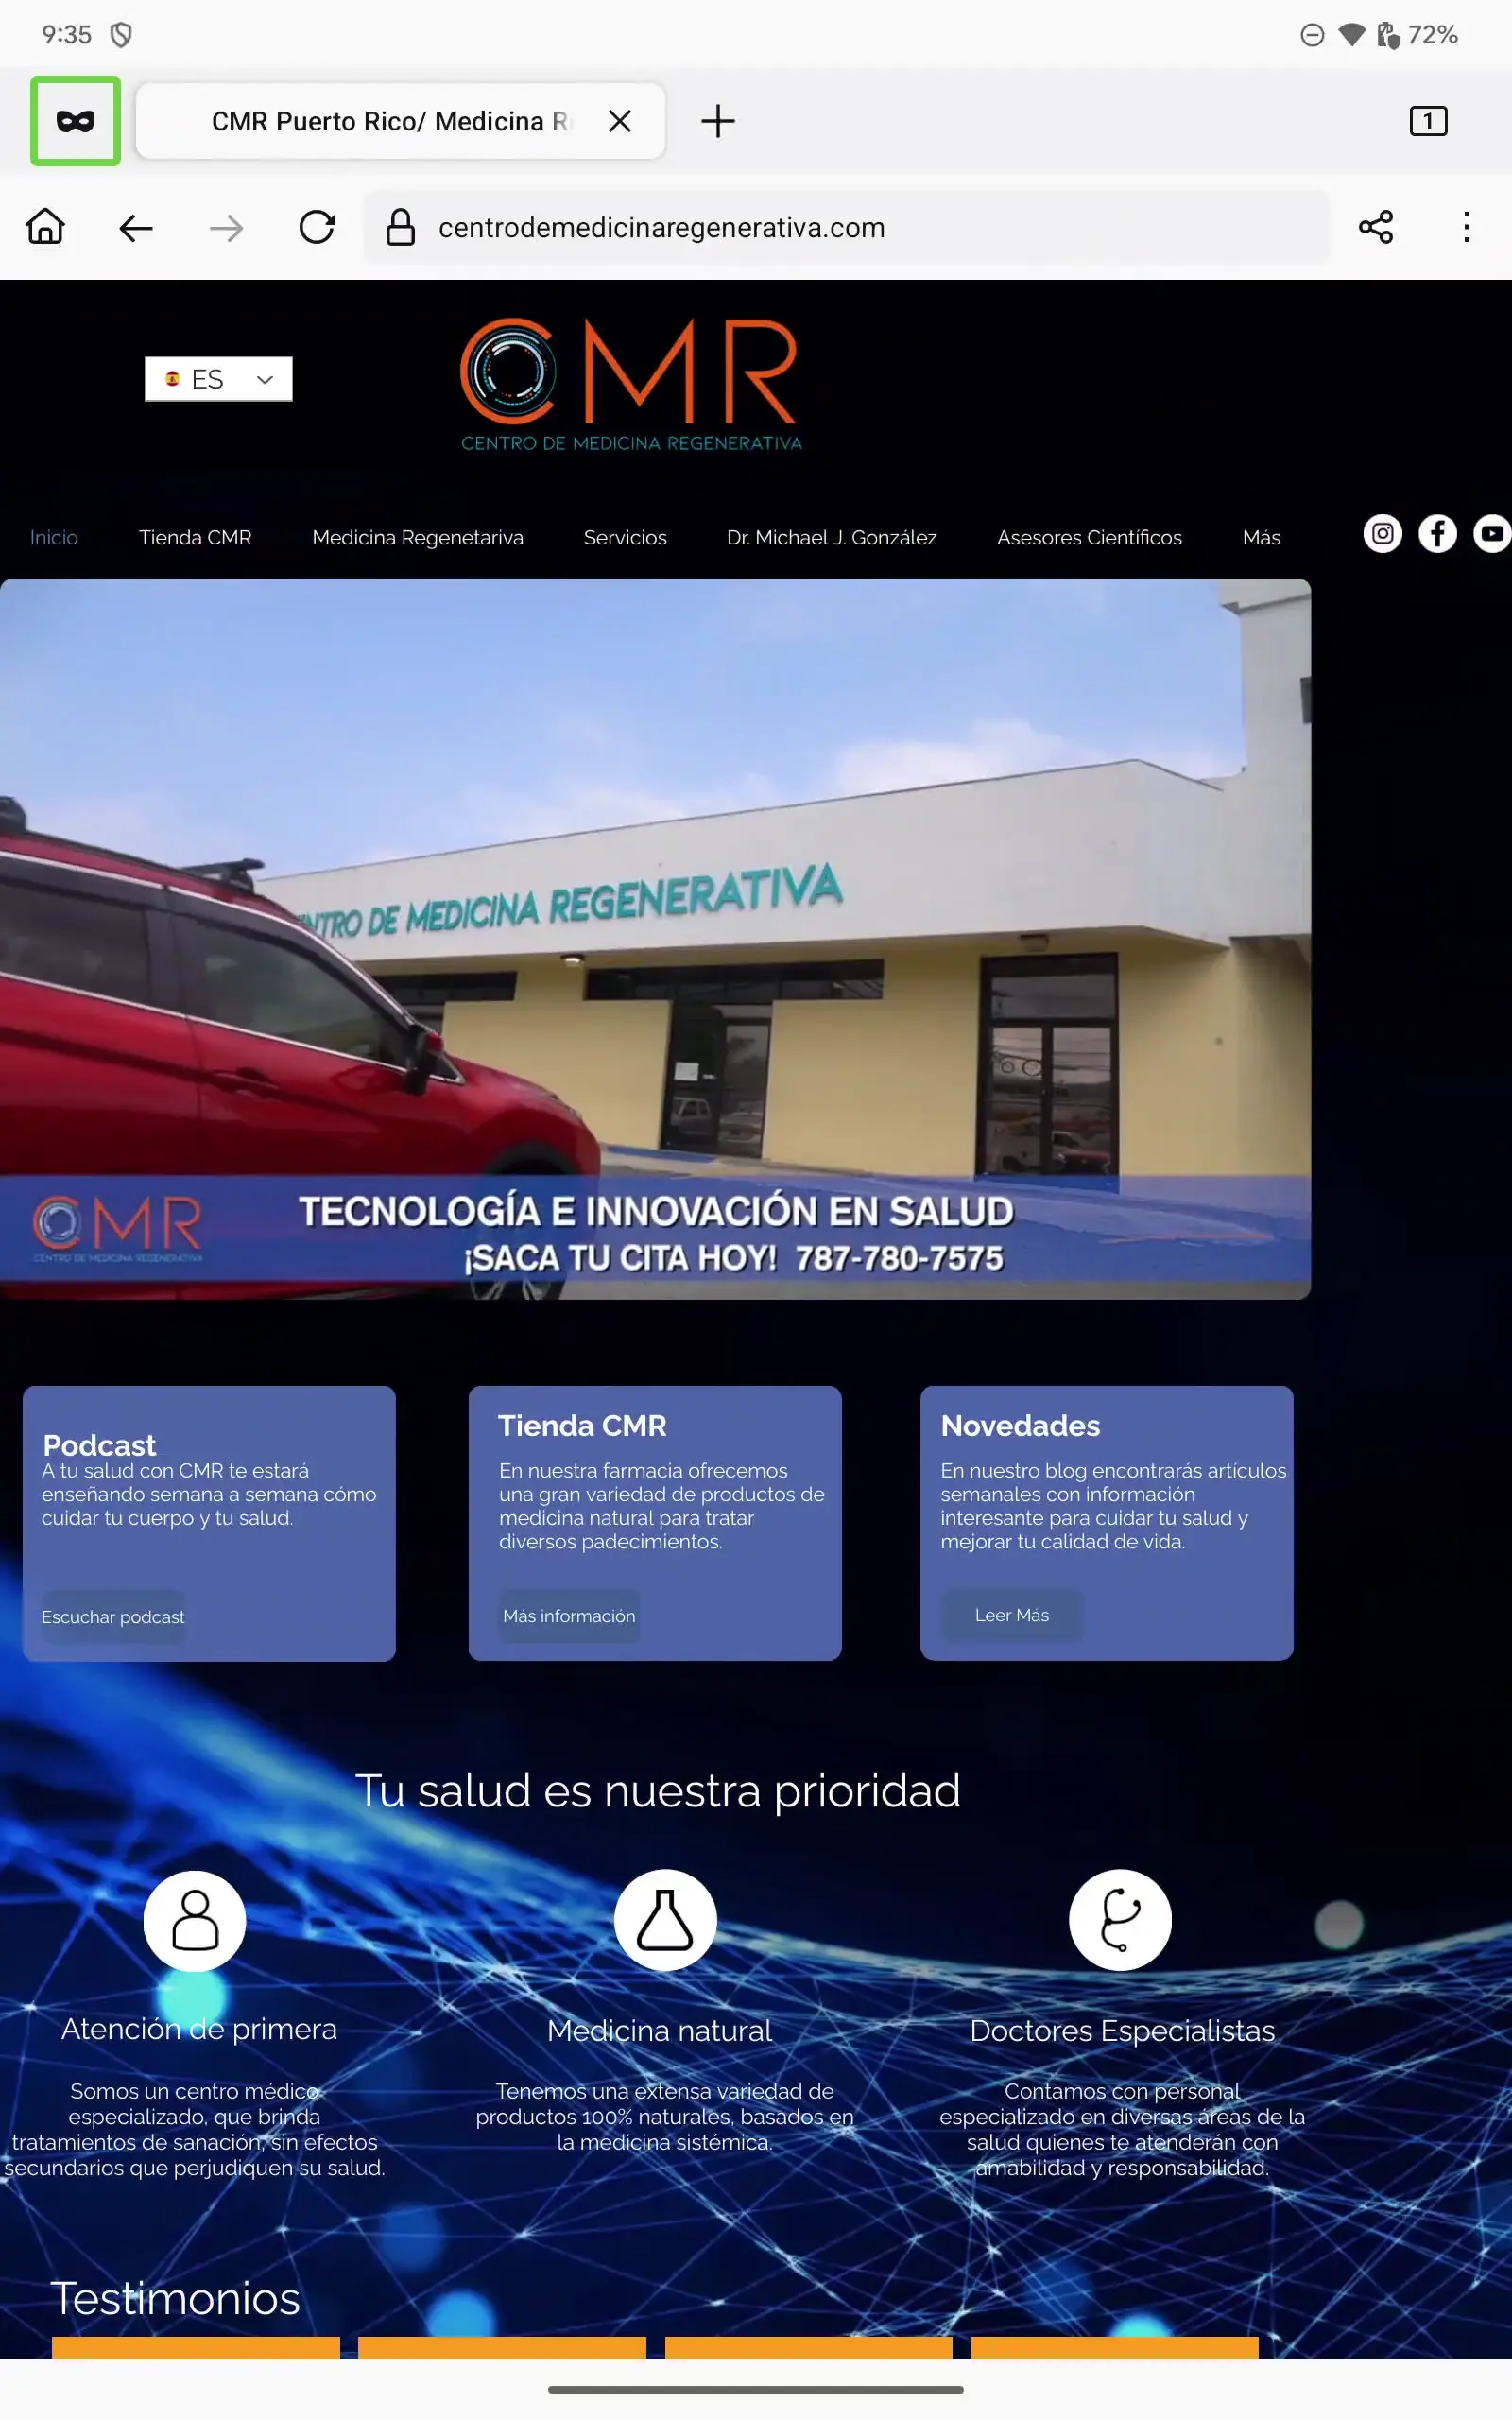 9:35
72%
CMR Puerto Rico/ Medicina R
1
centrodemedicinaregenerativa.com
ES
CMR
CENTRO DE MEDICINA REGENERATIVA
Inicio
Tienda CMR
Medicina Regenetariva
Servicios
Dr. Michael J. González
Asesores Científicos
Más
NTRO DE MEDICINA REGENERATIVA
CMR
CENTRO DE MEDICINA REGENERATIVA
TECNOLOGÍA E INNOVACIÓN EN SALUD
¡SACA TU CITA HOY! 787-780-7575
Podcast
A tu salud con CMR te estará
enseñando semana a semana cómo
cuidar tu cuerpo y tu salud.
Escuchar podcast
Tienda CMR
En nuestra farmacia ofrecemos
una gran variedad de productos de
medicina natural para tratar
diversos padecimientos.
Más información
Novedades
En nuestro blog encontrarás artículos
semanales con información
interesante para cuidar tu salud y
mejorar tu calidad de vida.
Leer Más
Tu salud es nuestra prioridad
Atención de primera
Somos un centro médico
especializado, que brinda
tratamientos de sanación, sin efectos
secundarios que perjudiquen su salud.
Medicina natural
Tenemos una extensa variedad de
productos 100% naturales, basados en
la medicina sistémica.
Doctores Especialistas
Contamos con personal
especializado en diversas áreas de la
salud quienes te atenderán con
amabilidad y responsabilidad.
Testimonios